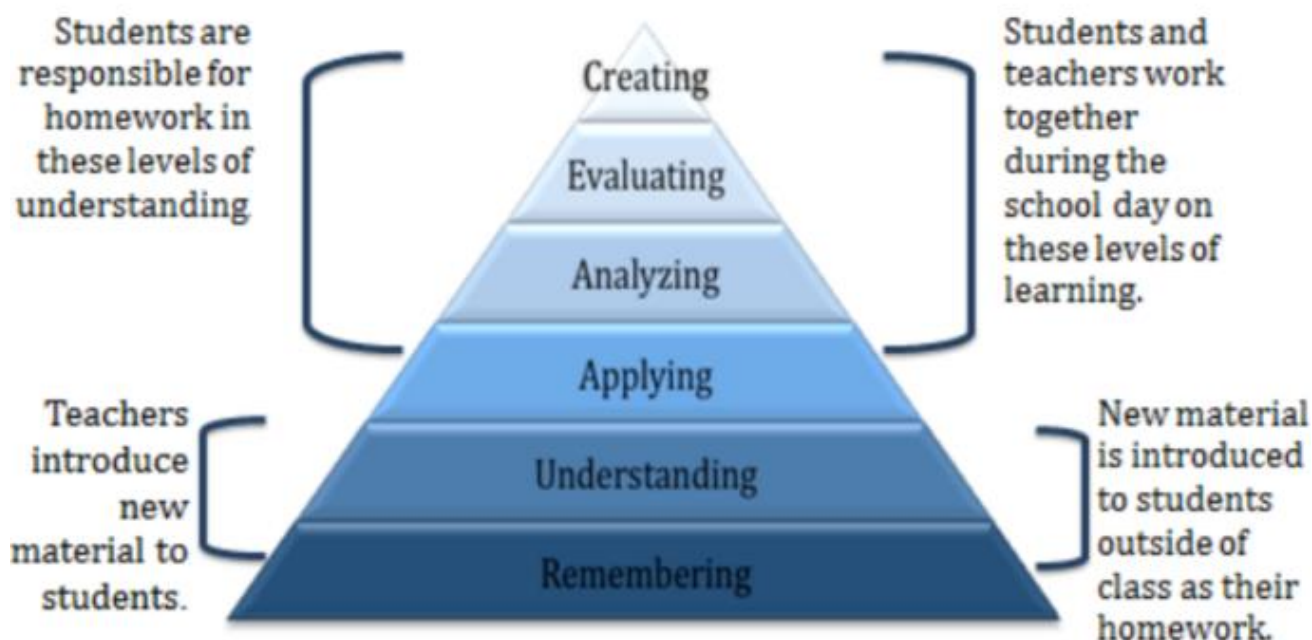 Students are
responsible for
homework in
these levels of
understanding
Teachers
introduce
new
material to
students.
Creating
Evaluating
Analyzing
Applying
Understanding
Remembering
Students and
teachers work
together
during the
school day on
these levels of
learning.
New material
is introduced
to students
outside of
class as their
homework.